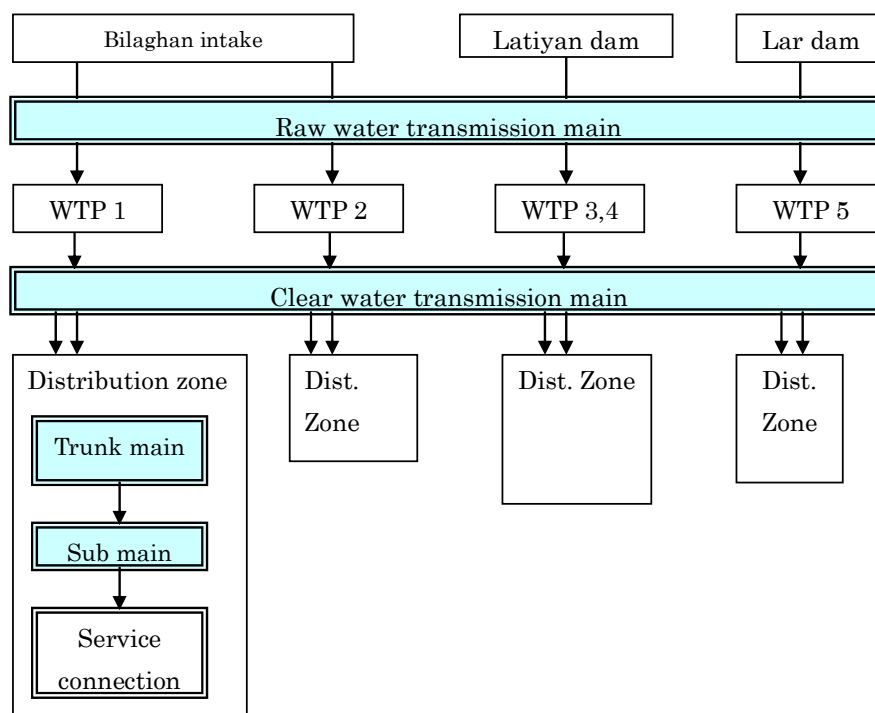 Bilaghan intake
Latiyan dam
Lar dam
Raw water transmission main
WTP 1
WTP 2
WTP 3,4
WTP 5
Clear water transmission main
Distribution zone
Trunk main
Sub main
Service
connection
Dist.
Zone
Dist. Zone
Dist.
Zone